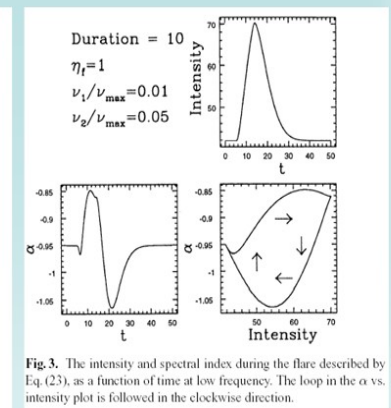 Duration = 10
η_f=1
ν_1/ν_max=0.01
ν_2/ν_max=0.05
Intensity
70
60
50
0 10 20 30 40 50
t
α
-0.85
-0.9
-0.95
-1
-1.05
0 10 20 30 40 50
t
α
-0.85
-0.9
-0.95
-1
-1.05
50 60 70
Intensity
Fig. 3. The intensity and spectral index during the flare described by
Eq. (23), as a function of time at low frequency. The loop in the α vs.
intensity plot is followed in the clockwise direction.